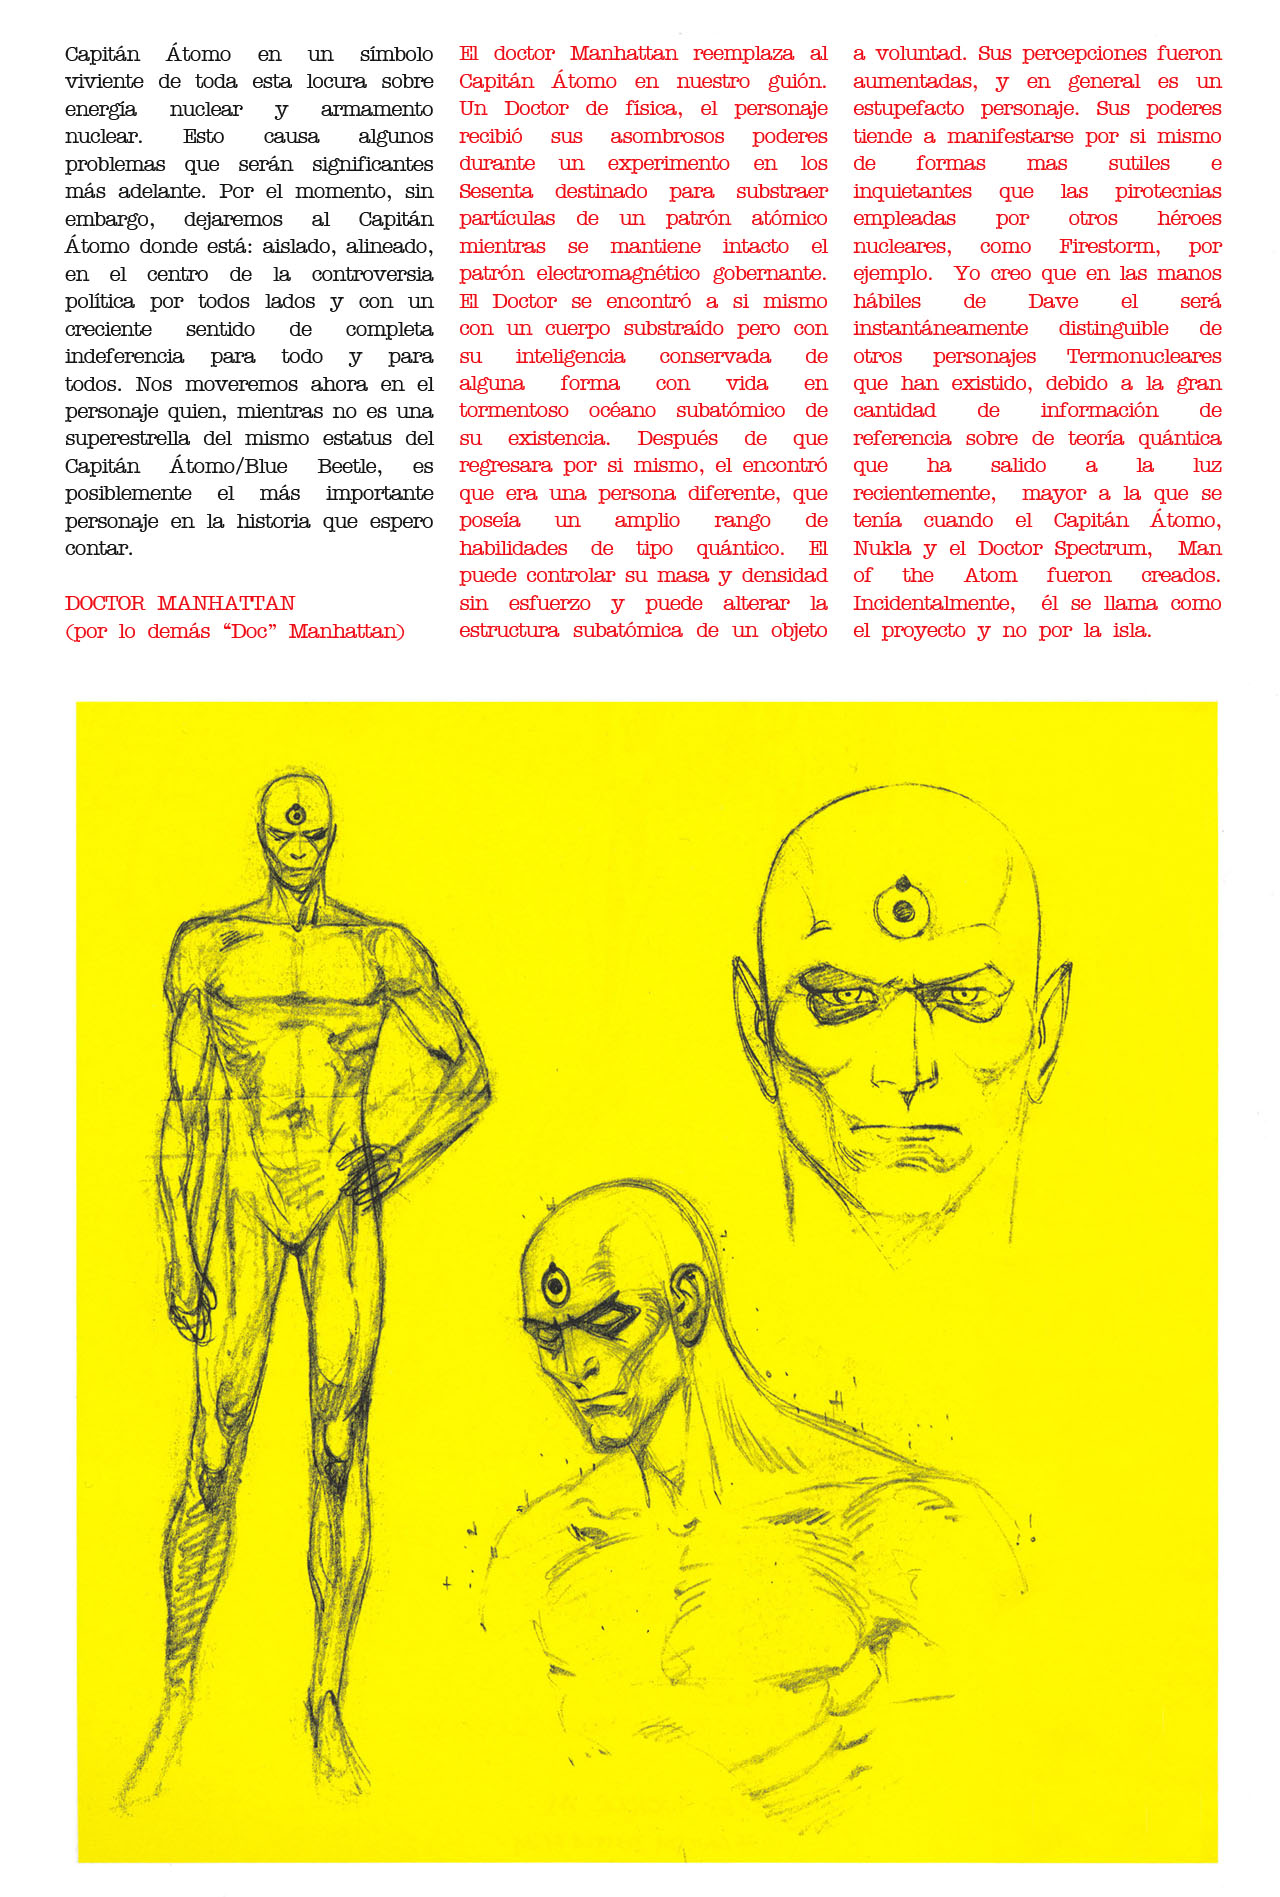 Capitán Átomo en un símbolo
viviente de toda esta locura sobre
energía nuclear y armamento
nuclear. Esto causa algunos
problemas que serán significantes
más adelante. Por el momento, sin
embargo, dejaremos al Capitán
Átomo donde está: aislado, alineado,
en el centro de la controversia
política por todos lados y con un
creciente sentido de completa
indeferencia para todo y para
todos. Nos moveremos ahora en el
personaje quien, mientras no es una
superestrella del mismo estatus del
Capitán Átomo/Blue Beetle, es
posiblemente el más importante
personaje en la historia que espero
contar.
DOCTOR MANHATTAN
(por lo demás “Doc” Manhattan)
El doctor Manhattan reemplaza al
Capitán Átomo en nuestro guión.
Un Doctor de física, el personaje
recibió sus asombrosos poderes
durante un experimento en los
Sesenta destinado para substraer
partículas de un patrón atómico
mientras se mantiene intacto el
patrón electromagnético gobernante.
El Doctor se encontró a si mismo
con un cuerpo substraído pero con
su inteligencia conservada de
alguna forma con vida en
tormentoso océano subatómico de
su existencia. Después de que
regresara por si mismo, el encontró
que era una persona diferente, que
poseía un amplio rango de
habilidades de tipo quántico. El
puede controlar su masa y densidad
sin esfuerzo y puede alterar la
estructura subatómica de un objeto
a voluntad. Sus percepciones fueron
aumentadas, y en general es un
estupefacto personaje. Sus poderes
tiende a manifestarse por si mismo
de formas mas sutiles e
inquietantes que las pirotecnias
empleadas por otros héroes
nucleares, como Firestorm, por
ejemplo. Yo creo que en las manos
hábiles de Dave el será
instantáneamente distinguible de
otros personajes Termonucleares
que han existido, debido a la gran
cantidad de información de
referencia sobre de teoría quántica
que ha salido a la luz
recientemente, mayor a la que se
tenía cuando el Capitán Átomo,
Nukla y el Doctor Spectrum, Man
of the Atom fueron creados.
Incidentalmente, él se llama como
el proyecto y no por la isla.